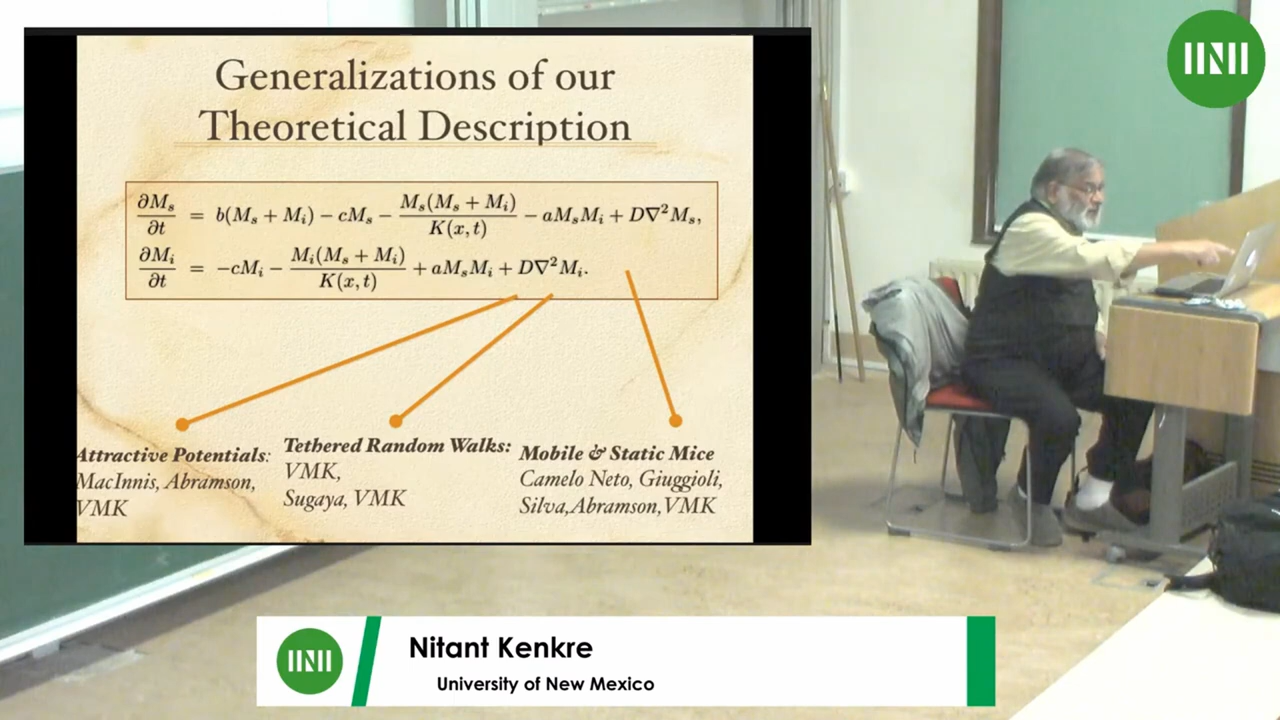 Generalizations of our
Theoretical Description
∂M_s/∂t = b(M_s + M_i) − cM_s − M_s(M_s + M_i)/K(x,t) − aM_sM_i + D∇²M_s,
∂M_i/∂t = −cM_i − M_i(M_s + M_i)/K(x,t) + aM_sM_i + D∇²M_i.
Attractive Potentials:
MacInnis, Abramson,
VMK
Tethered Random Walks:
VMK,
Sugaya, VMK
Mobile & Static Mice
Camelo Neto, Giuggioli,
Silva,Abramson,VMK
Nitant Kenkre
University of New Mexico